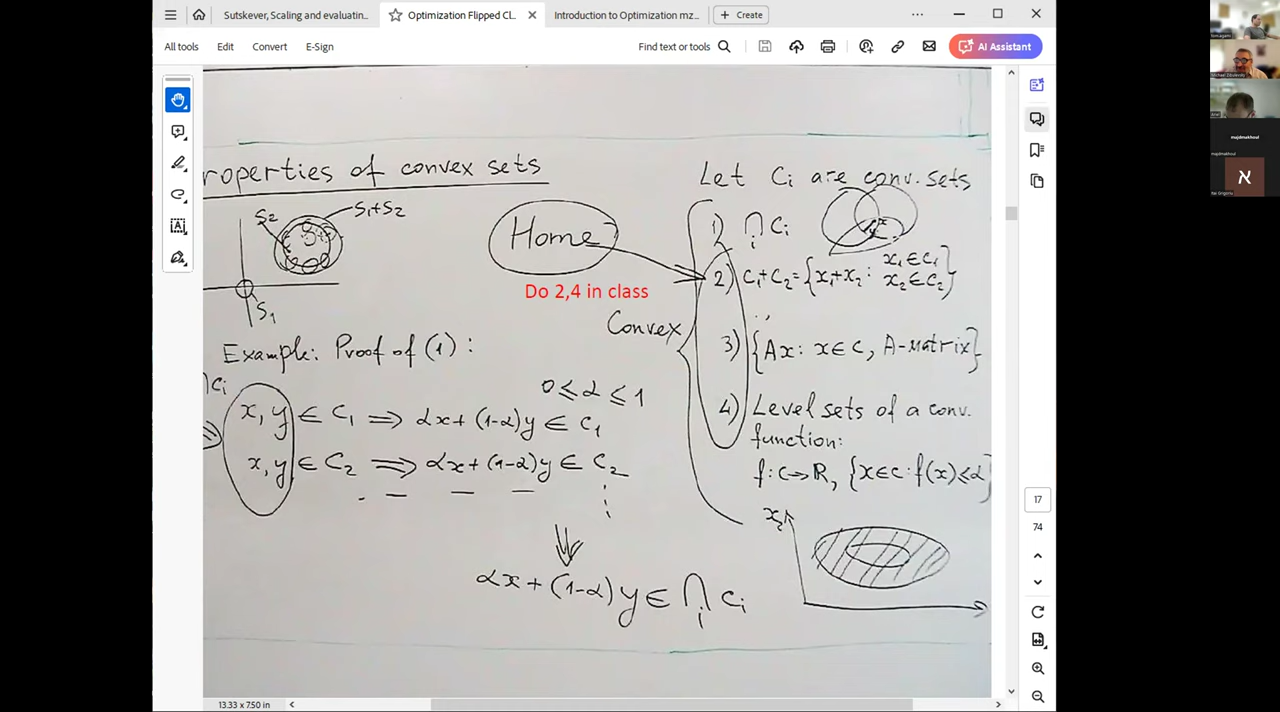 Sutskever, Scaling and evaluatin...
Optimization Flipped Cl...
Introduction to Optimization mz...
Create
All tools
Edit
Convert
E-Sign
Find text or tools
AI Assistant
roperties of convex sets
S2
S1+S2
S1
Home
Do 2,4 in class
Let Ci are conv. sets
1) ⋂i Ci
2) C1+C2={x1+x2: x1∈C1
x2∈C2}
Convex
3) {Ax: x∈C, A-matrix}
4) Level sets of a conv.
function:
f: C→R, {x∈C: f(x)≤α}
x2
Example: Proof of (1):
⋂Ci
0≤α≤1
x, y ∈ C1 ⟹ αx+(1-α)y ∈ C1
x, y ∈ C2 ⟹ αx+(1-α)y ∈ C2
αx+(1-α)y ∈ ⋂i Ci
17
74
13.33 x 7.50 in
majdmakhoul
majdmakhoul
א